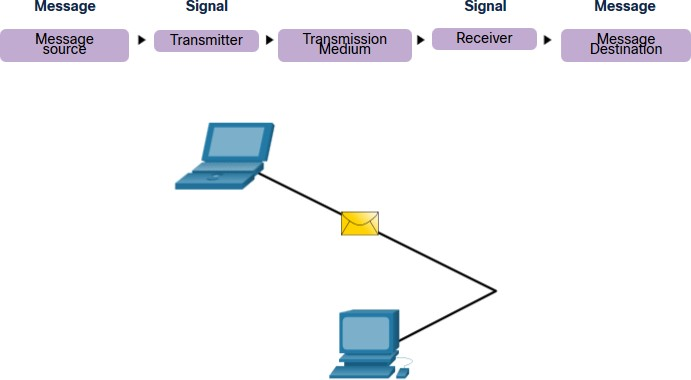 Message
Signal
Signal
Message
Message
source
Transmitter
Transmission
Medium
Receiver
Message
Destination